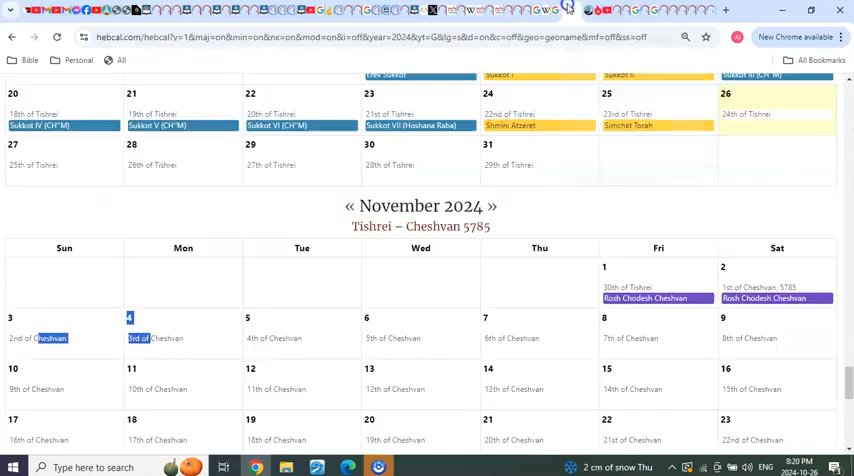 hebcal.com/hebcal?v=1&maj=on&min=on&nx=on&mod=on&i=off&year=2024&yt=G&lg=s&d=on&c=off&geo=geoname&mf=off&ss=off
New Chrome available
Bible Personal All All Bookmarks
Erev Sukkot Sukkot I Sukkot II Sukkot III (CH''M)
20 21 22 23 24 25 26
18th of Tishrei 19th of Tishrei 20th of Tishrei 21st of Tishrei 22nd of Tishrei 23rd of Tishrei 24th of Tishrei
Sukkot IV (CH''M) Sukkot V (CH''M) Sukkot VI (CH''M) Sukkot VII (Hoshana Raba) Shmini Atzeret Simchat Torah
27 28 29 30 31
25th of Tishrei 26th of Tishrei 27th of Tishrei 28th of Tishrei 29th of Tishrei
« November 2024 »
Tishrei – Cheshvan 5785
Sun Mon Tue Wed Thu Fri Sat
1 2
30th of Tishrei 1st of Cheshvan, 5785
Rosh Chodesh Cheshvan Rosh Chodesh Cheshvan
3 4 5 6 7 8 9
2nd of Cheshvan 3rd of Cheshvan 4th of Cheshvan 5th of Cheshvan 6th of Cheshvan 7th of Cheshvan 8th of Cheshvan
10 11 12 13 14 15 16
9th of Cheshvan 10th of Cheshvan 11th of Cheshvan 12th of Cheshvan 13th of Cheshvan 14th of Cheshvan 15th of Cheshvan
17 18 19 20 21 22 23
16th of Cheshvan 17th of Cheshvan 18th of Cheshvan 19th of Cheshvan 20th of Cheshvan 21st of Cheshvan 22nd of Cheshvan
Type here to search 2 cm of snow Thu ENG 8:20 PM
2024-10-26